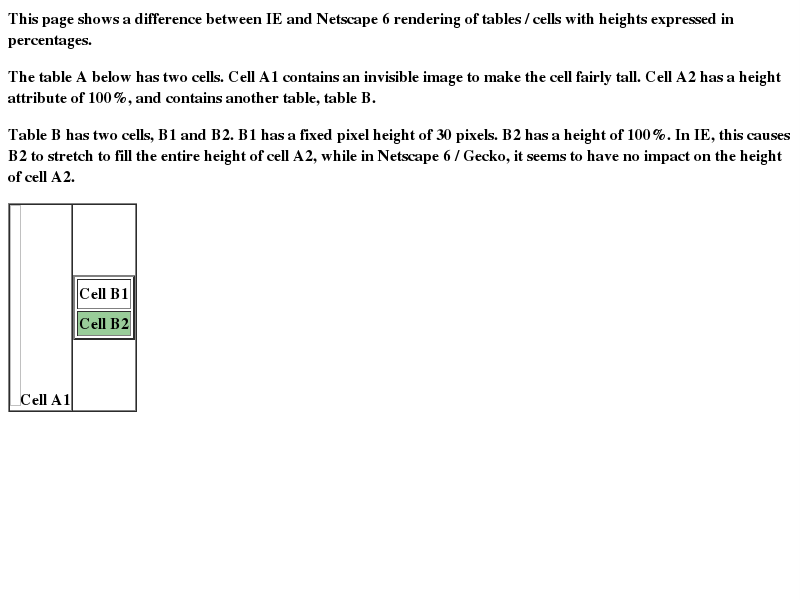 This page shows a difference between IE and Netscape 6 rendering of tables / cells with heights expressed in
percentages.
The table A below has two cells. Cell A1 contains an invisible image to make the cell fairly tall. Cell A2 has a height
attribute of 100%, and contains another table, table B.
Table B has two cells, B1 and B2. B1 has a fixed pixel height of 30 pixels. B2 has a height of 100%. In IE, this causes
B2 to stretch to fill the entire height of cell A2, while in Netscape 6 / Gecko, it seems to have no impact on the height
of cell A2.
Cell B1
Cell B2
Cell A1